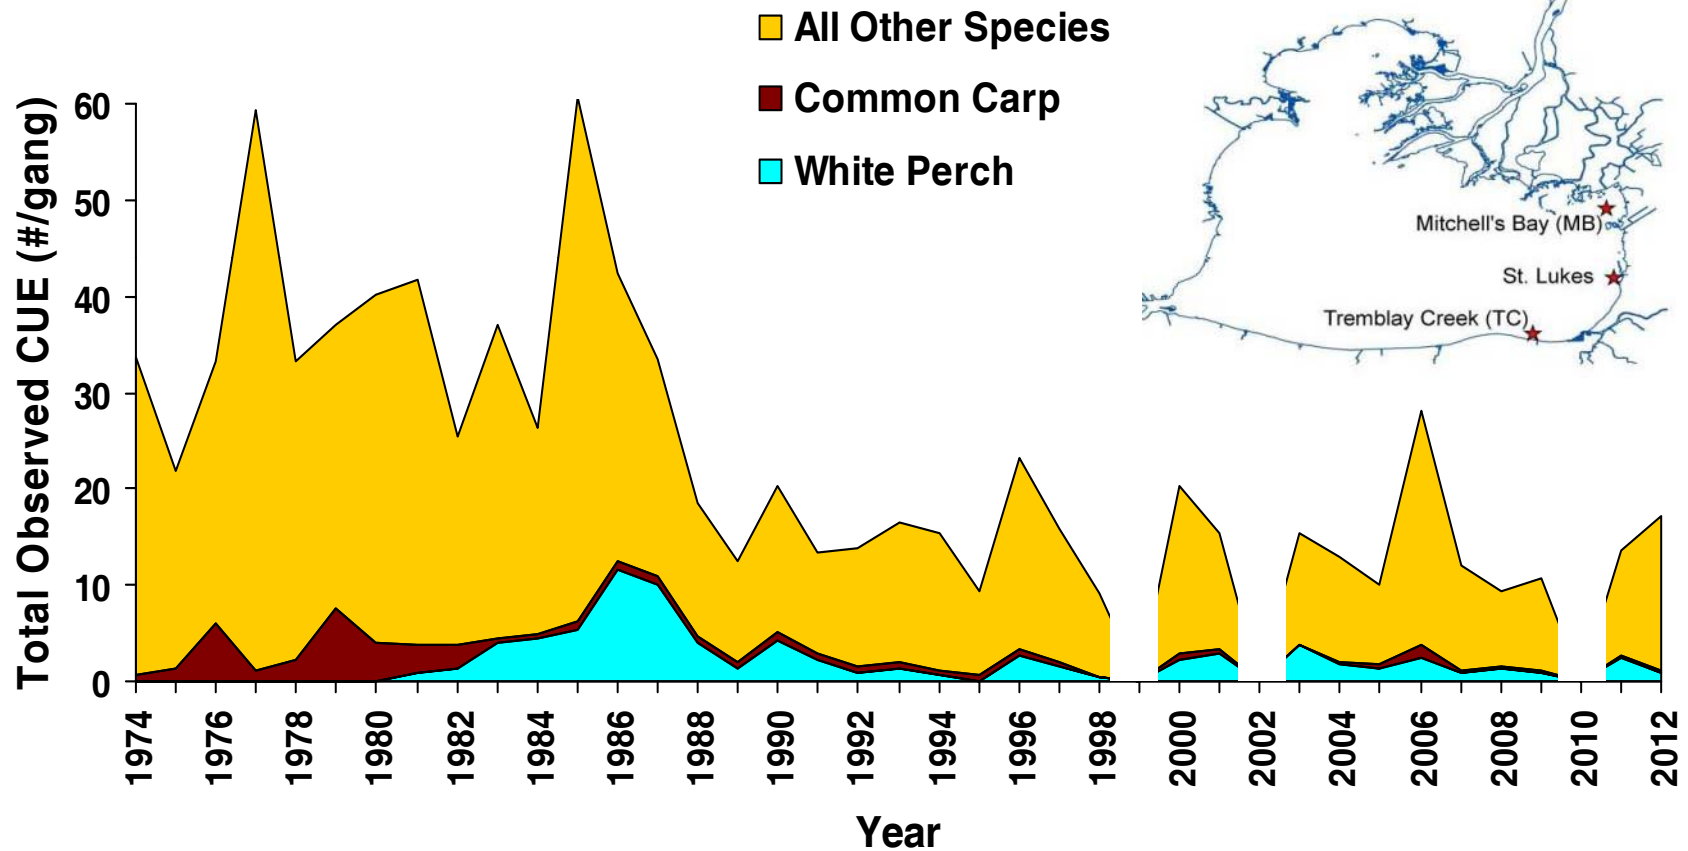 All Other Species
Common Carp
White Perch
Total Observed CUE (#/gang)
60
50
40
30
20
10
0
1974 1976 1978 1980 1982 1984 1986 1988 1990 1992 1994 1996 1998 2000 2002 2004 2006 2008 2010 2012
Year
Mitchell's Bay (MB)
St. Lukes
Tremblay Creek (TC)